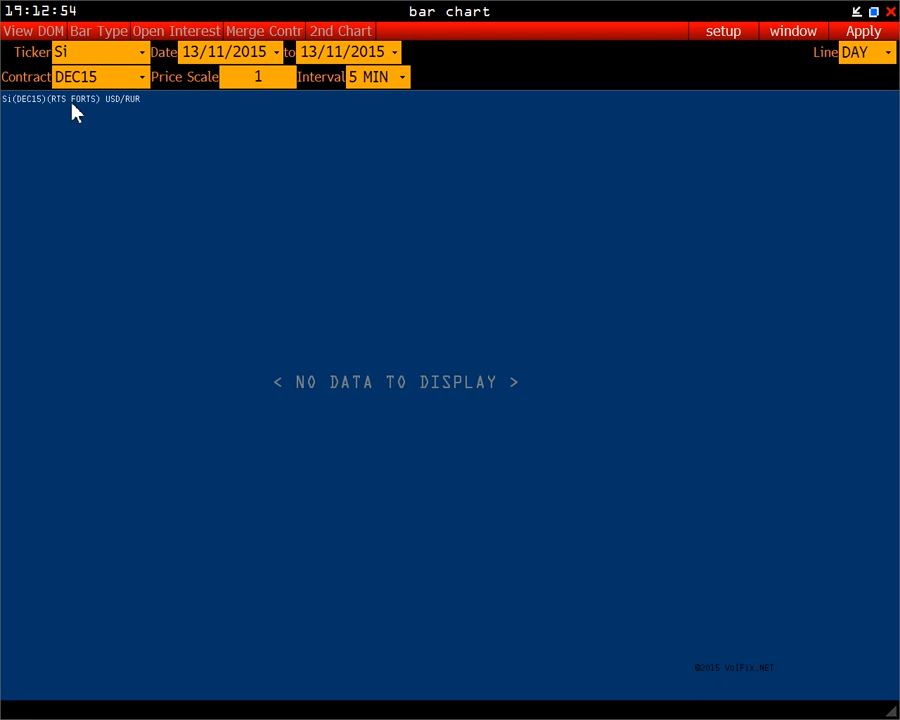 19:12:54 bar chart
View DOM Bar Type Open Interest Merge Contr 2nd Chart setup window Apply
Ticker Si Date 13/11/2015 to 13/11/2015 Line DAY
Contract DEC15 Price Scale 1 Interval 5 MIN
Si(DEC15)(RTS FORTS) USD/RUR
< NO DATA TO DISPLAY >
©2015 VolFix.NET